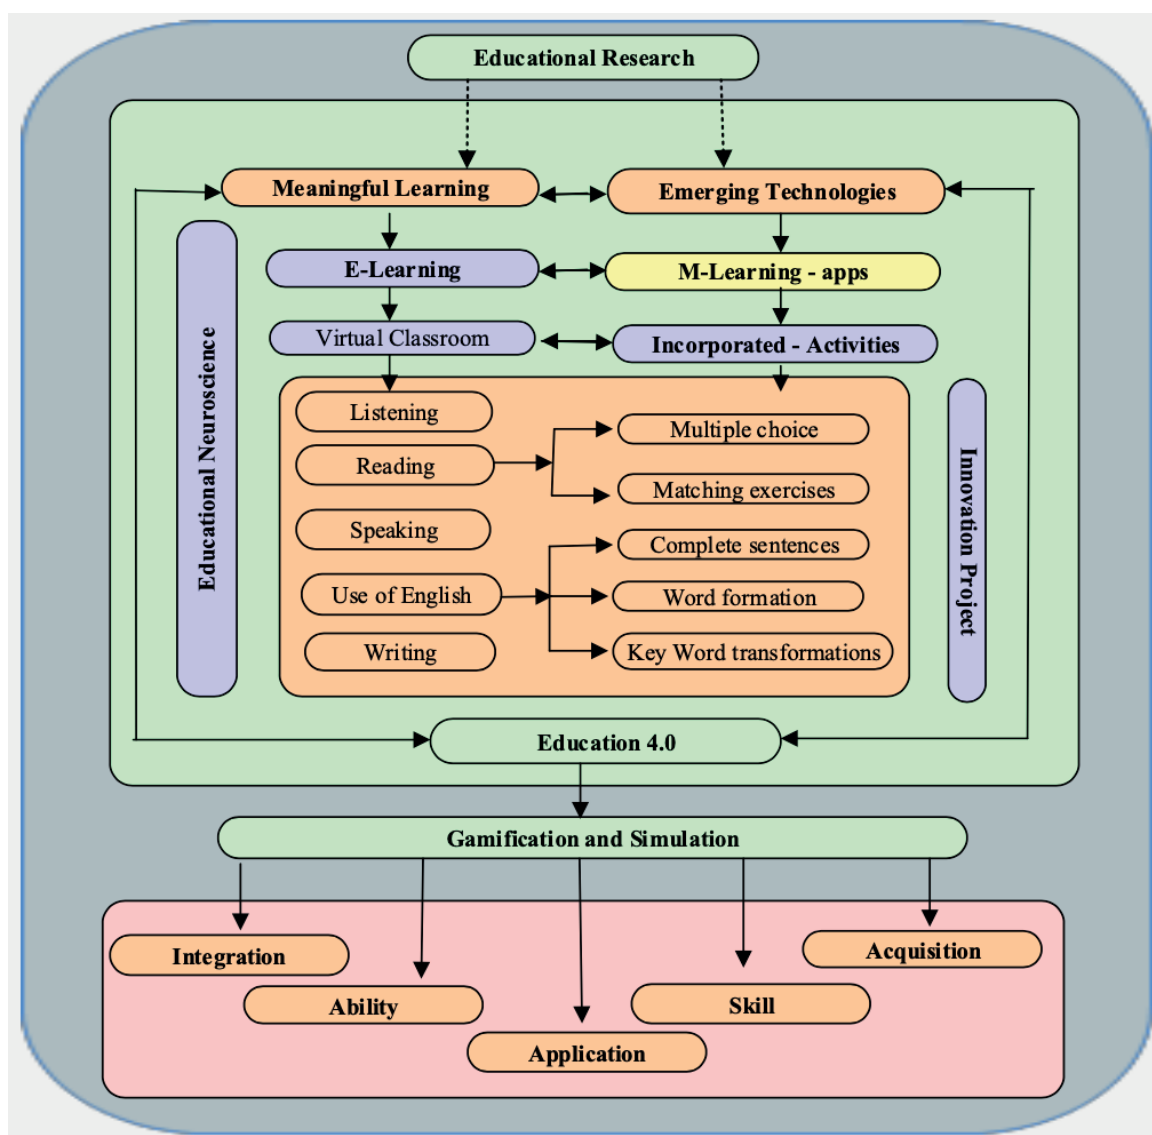 Educational Research
Meaningful Learning
Emerging Technologies
E-Learning
M-Learning - apps
Virtual Classroom
Incorporated - Activities
Educational Neuroscience
Innovation Project
Listening
Reading
Speaking
Use of English
Writing
Multiple choice
Matching exercises
Complete sentences
Word formation
Key Word transformations
Education 4.0
Gamification and Simulation
Integration
Ability
Application
Skill
Acquisition